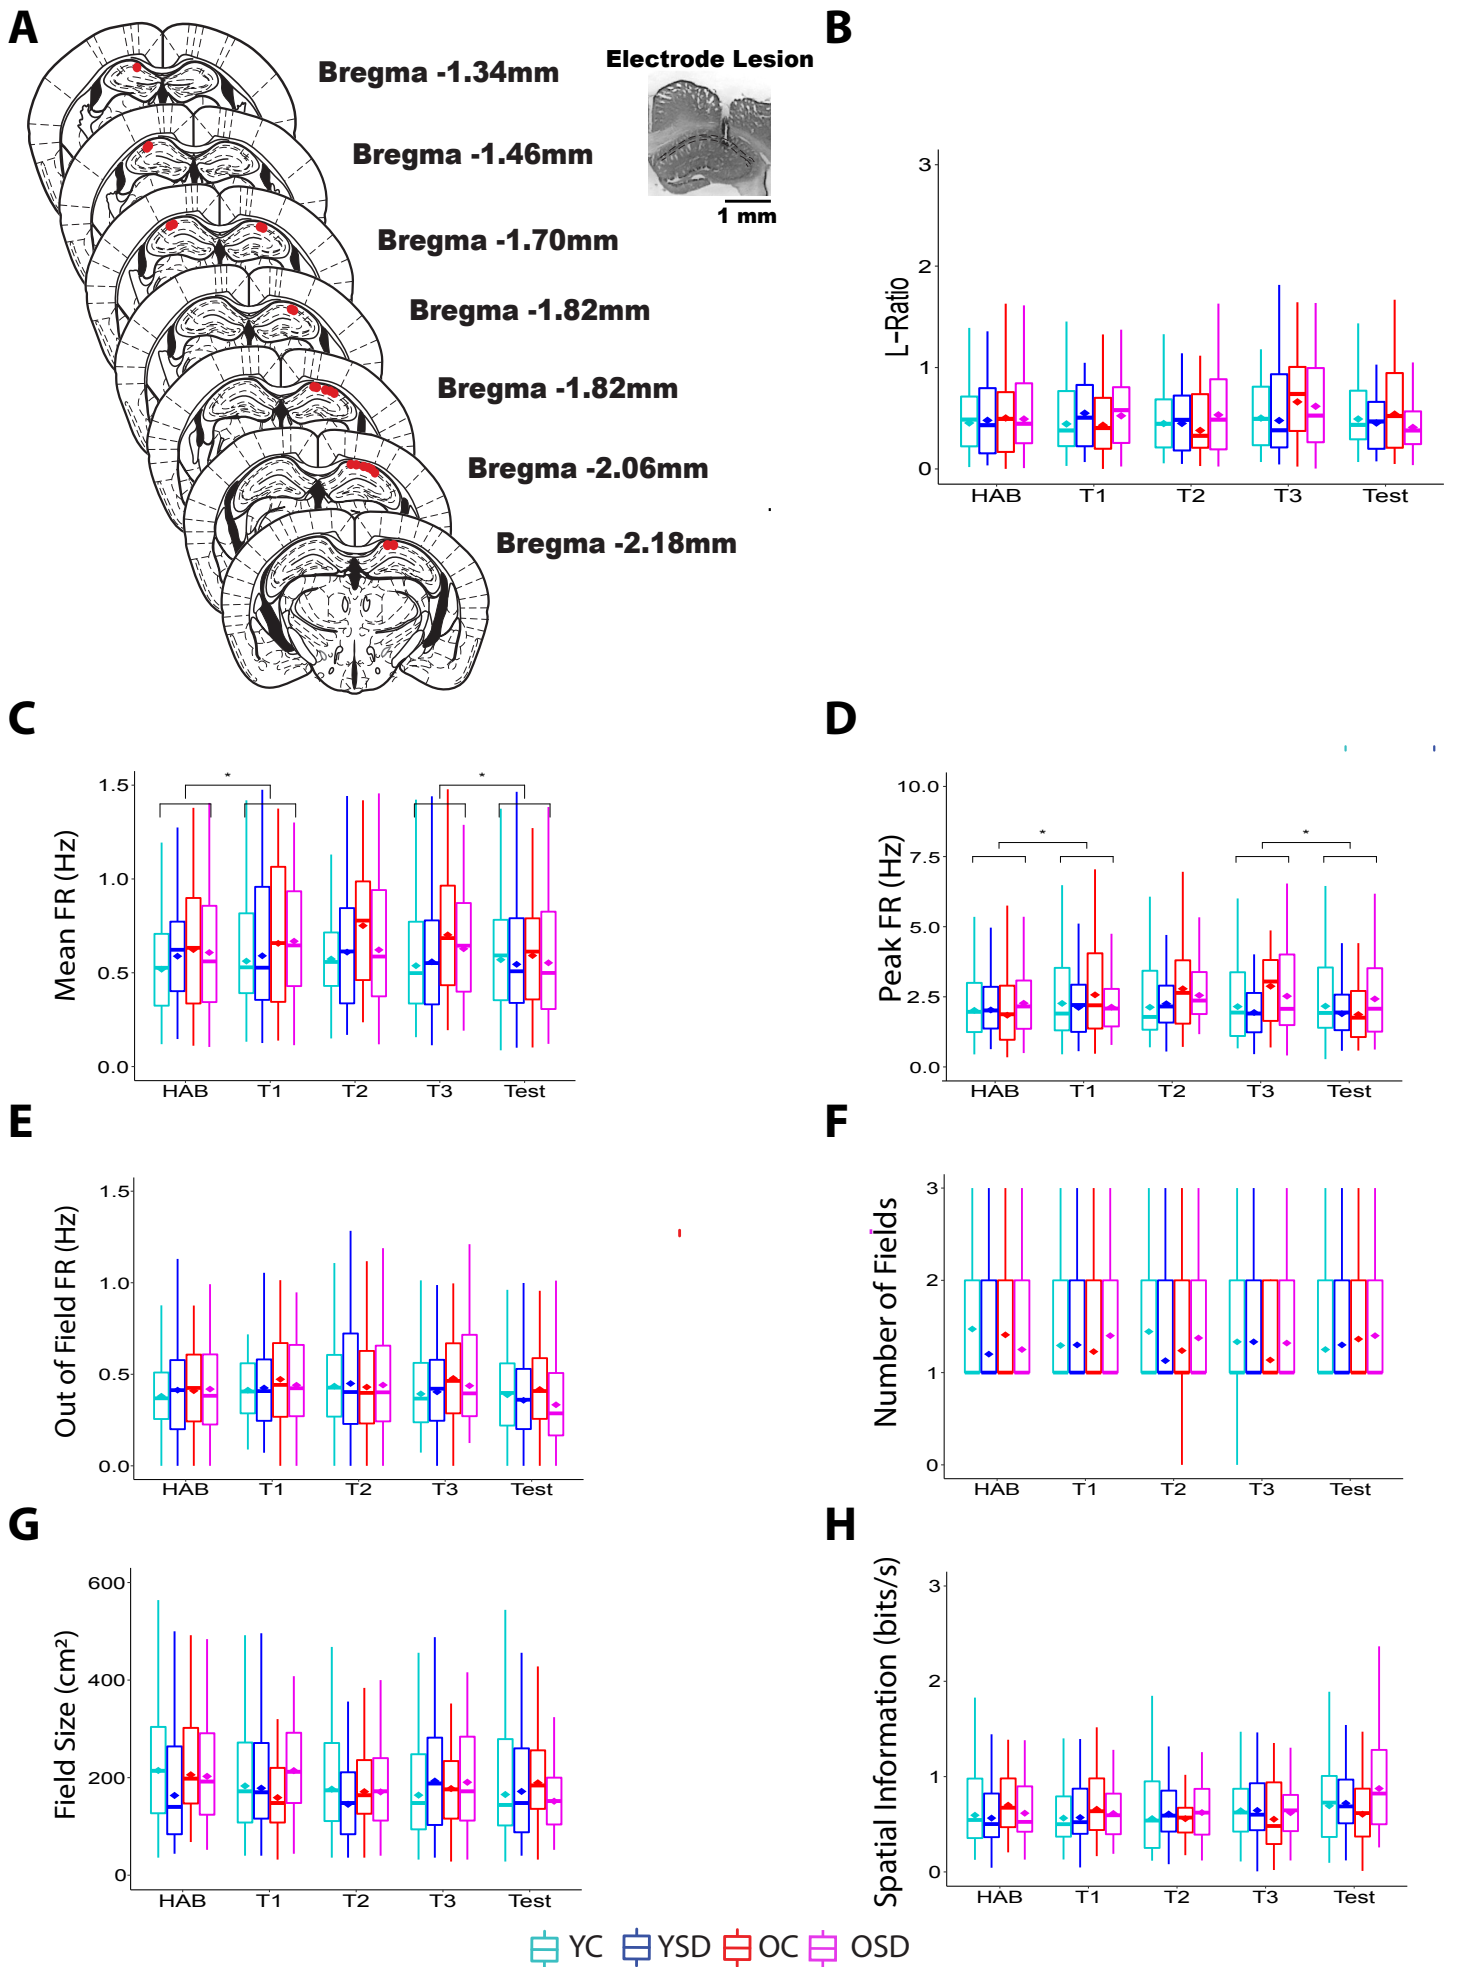 A
Bregma -1.34mm
Bregma -1.46mm
Bregma -1.70mm
Bregma -1.82mm
Bregma -1.82mm
Bregma -2.06mm
Bregma -2.18mm
Electrode Lesion
1 mm
B
L-Ratio
3
2
1
0
HAB T1 T2 T3 Test
C
Mean FR (Hz)
1.5
1.0
0.5
0.0
* *
HAB T1 T2 T3 Test
D
Peak FR (Hz)
10.0
7.5
5.0
2.5
0.0
* *
HAB T1 T2 T3 Test
E
Out of Field FR (Hz)
1.5
1.0
0.5
0.0
HAB T1 T2 T3 Test
F
Number of Fields
3
2
1
0
HAB T1 T2 T3 Test
G
Field Size (cm²)
600
400
200
0
HAB T1 T2 T3 Test
H
Spatial Information (bits/s)
3
2
1
0
HAB T1 T2 T3 Test
YC YSD OC OSD